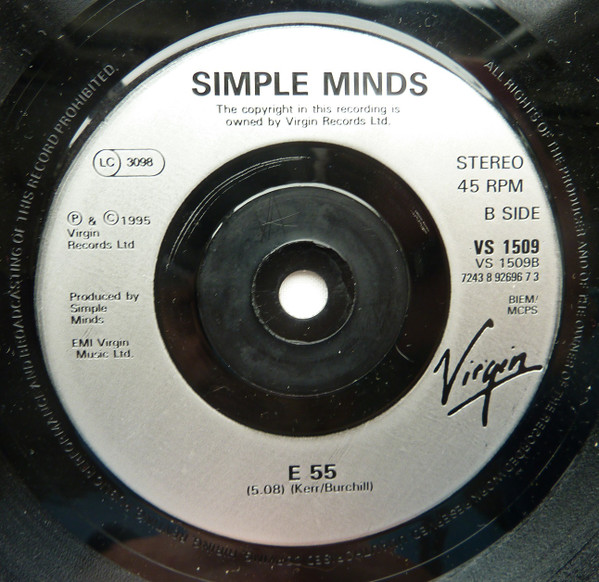 SIMPLE MINDS
The copyright in this recording is
owned by Virgin Records Ltd.
LC 3098
℗ & ©1995
Virgin
Records Ltd
Produced by
Simple
Minds
EMI Virgin
Music Ltd.
STEREO
45 RPM
B SIDE
VS 1509
VS 1509B
7243 8 92696 7 3
BIEM/
MCPS
Virgin
E 55
(5.08) (Kerr/Burchill)
ALL RIGHTS OF THE PRODUCER AND OF THE OWNER OF THE RECORDED WORK RESERVED
AND BROADCASTING OF THIS RECORD PROHIBITED.